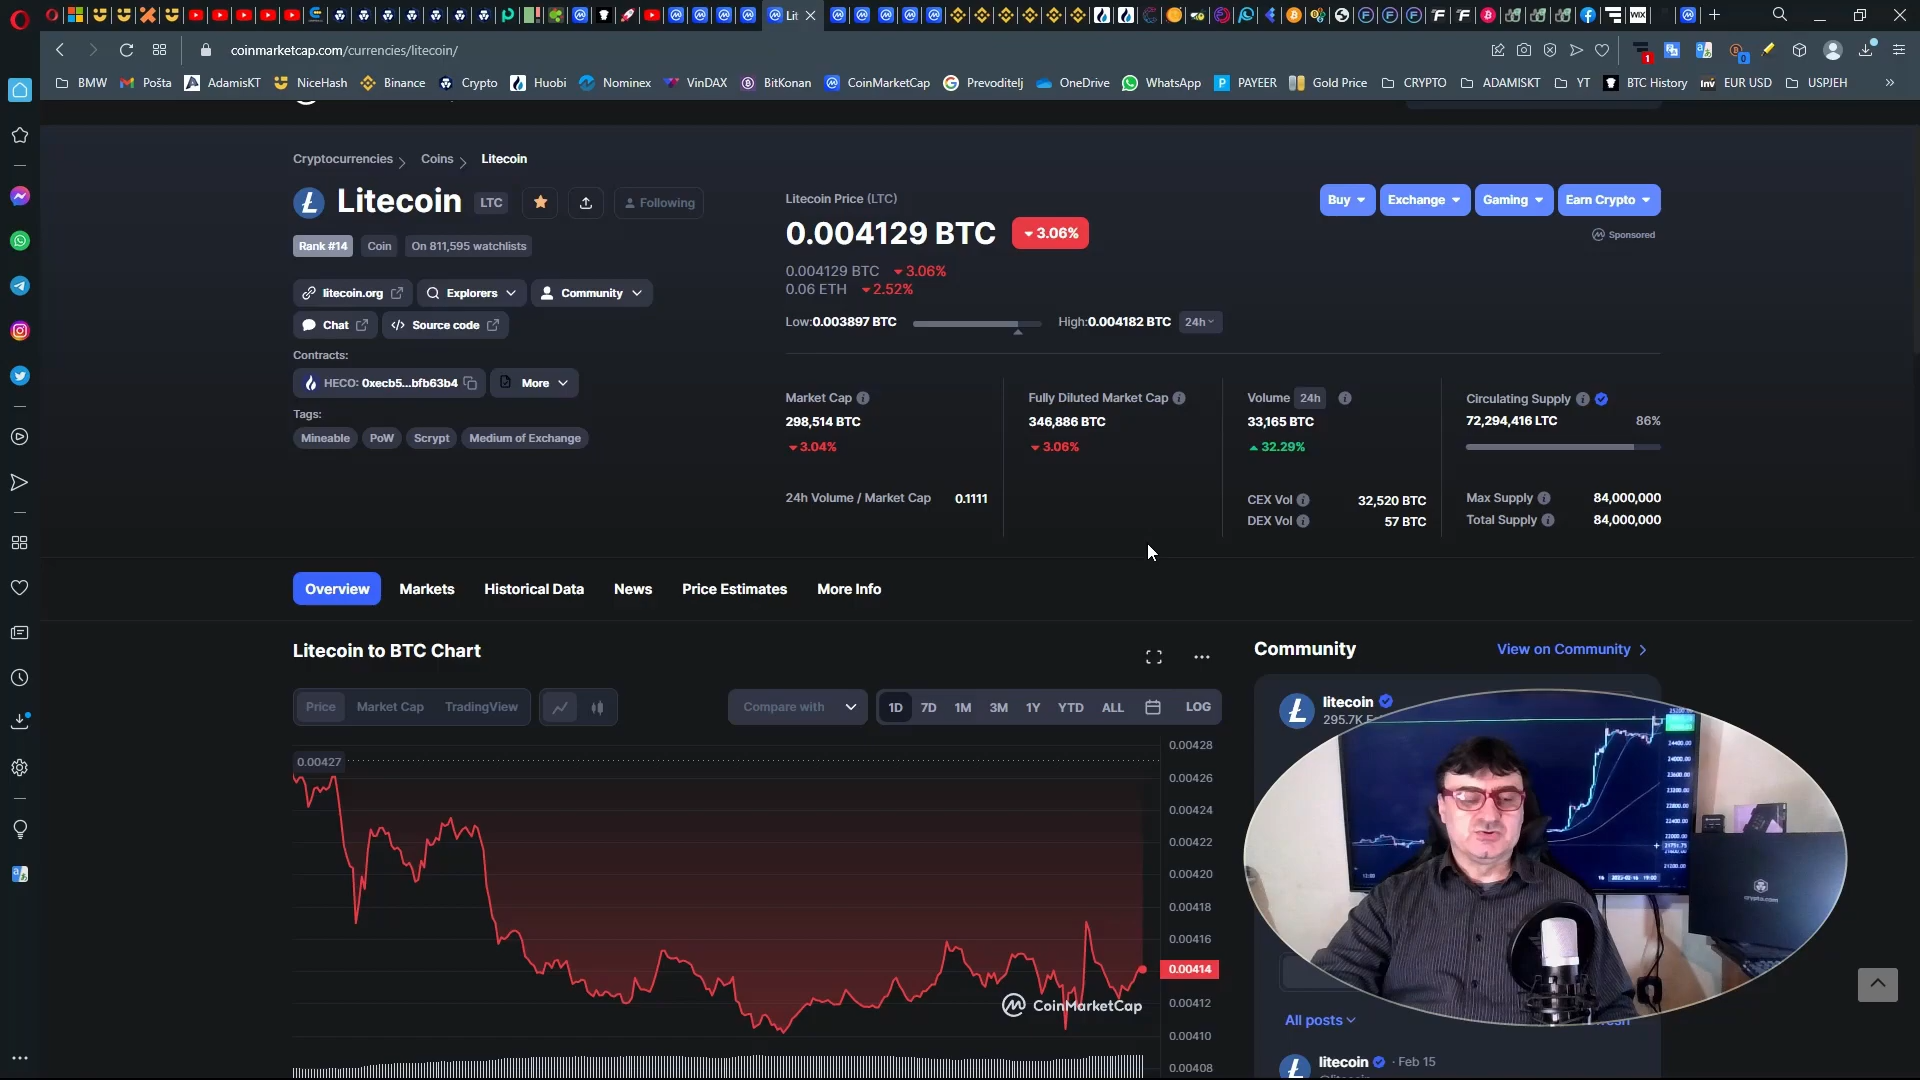 Lit
coinmarketcap.com/currencies/litecoin/
1
0
BMW
Pošta
AdamisKT
NiceHash
Binance
Crypto
Huobi
Nominex
VinDAX
BitKonan
CoinMarketCap
Prevoditelj
OneDrive
WhatsApp
PAYEER
Gold Price
CRYPTO
ADAMISKT
YT
BTC History
EUR USD
USPJEH
Cryptocurrencies
Coins
Litecoin
Litecoin LTC
Following
Rank #14
Coin
On 811,595 watchlists
litecoin.org
Explorers
Community
Chat
Source code
Contracts:
HECO: 0xecb5...bfb63b4
More
Tags:
Mineable
PoW
Scrypt
Medium of Exchange
Litecoin Price (LTC)
0.004129 BTC 3.06%
0.004129 BTC 3.06%
0.06 ETH 2.52%
Low:0.003897 BTC
High:0.004182 BTC
24h
Buy
Exchange
Gaming
Earn Crypto
Sponsored
Market Cap
298,514 BTC
3.04%
24h Volume / Market Cap 0.1111
Fully Diluted Market Cap
346,886 BTC
3.06%
Volume 24h
33,165 BTC
32.29%
CEX Vol 32,520 BTC
DEX Vol 57 BTC
Circulating Supply
72,294,416 LTC 86%
Max Supply 84,000,000
Total Supply 84,000,000
Overview
Markets
Historical Data
News
Price Estimates
More Info
Litecoin to BTC Chart
Price
Market Cap
TradingView
Compare with
1D
7D
1M
3M
1Y
YTD
ALL
LOG
0.00427
0.00428
0.00426
0.00424
0.00422
0.00420
0.00418
0.00416
0.00414
0.00412
0.00410
0.00408
CoinMarketCap
Community
View on Community
litecoin
295.7K
crypto.com
All posts
litecoin · Feb 15